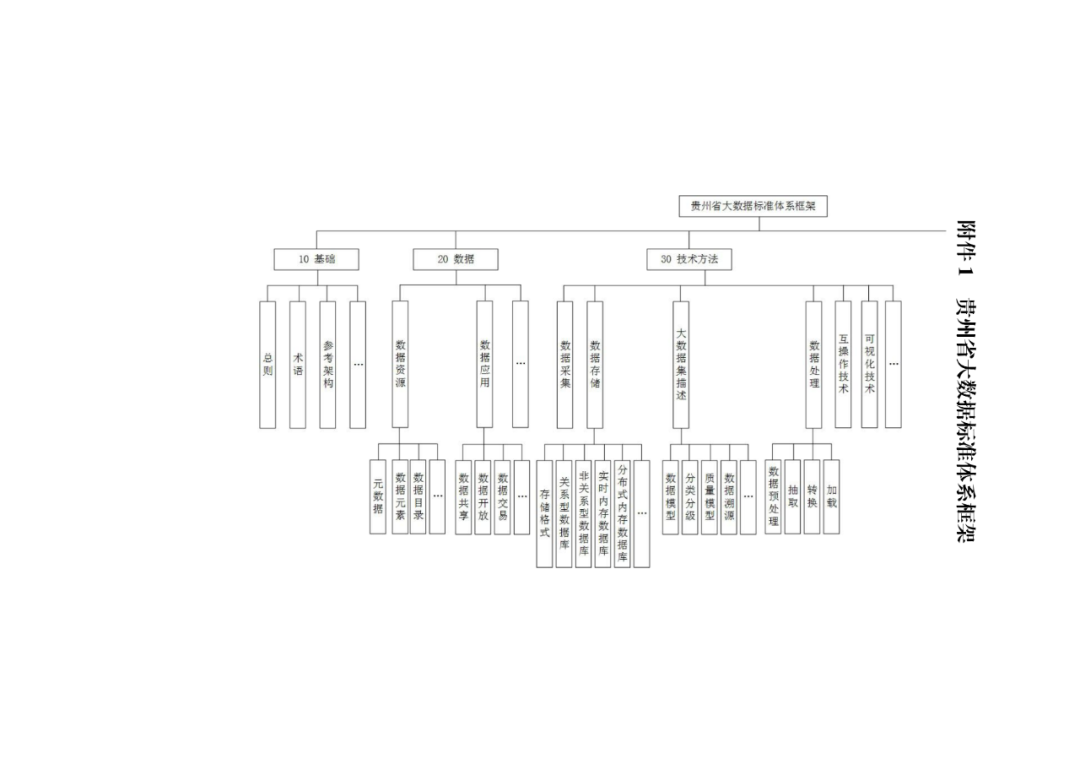 附件 1 贵州省大数据标准体系框架
贵州省大数据标准体系框架
10 基础
20 数据
30 技术方法
总则
术语
参考架构
…
数据资源
数据应用
…
数据采集
数据存储
大数据集描述
数据处理
互操作技术
可视化技术
…
元数据
数据元素
数据目录
…
数据共享
数据开放
数据交易
…
存储格式
关系型数据库
非关系型数据库
实时内存数据库
分布式内存数据库
…
数据模型
分类分级
质量模型
数据溯源
…
数据预处理
抽取
转换
加载